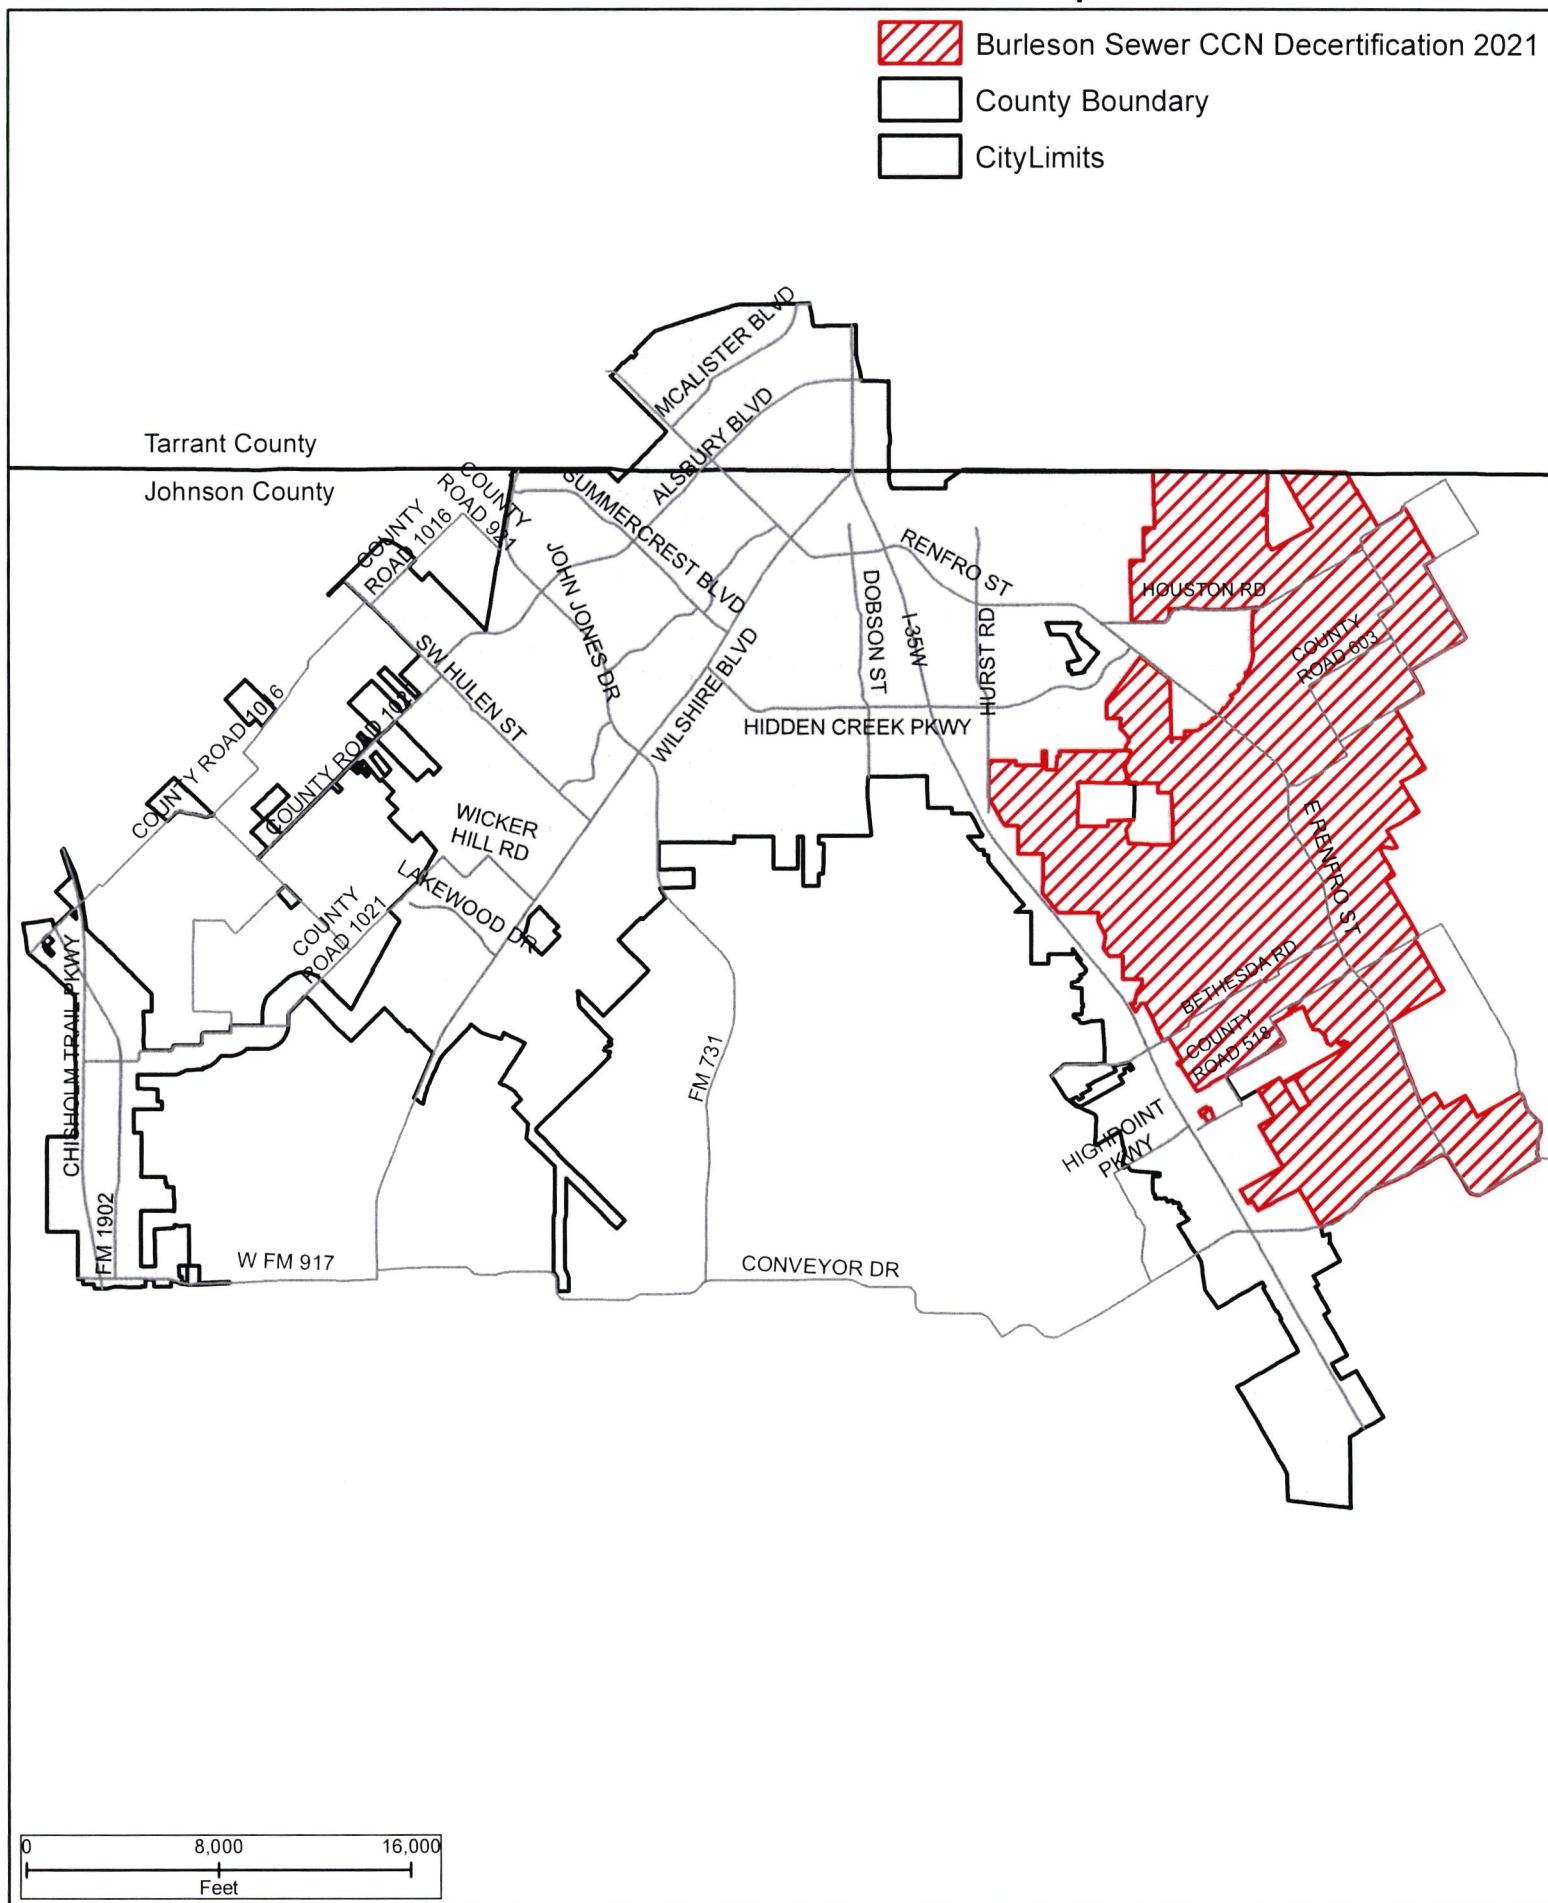 Burleson Sewer CCN Decertification 2021
County Boundary
CityLimits
MCALISTER BLVD
ALSBURY BLVD
Tarrant County
Johnson County
COUNTY
ROAD 921
COUNTY
ROAD 1016
SUMMERCREST BLVD
JOHN JONES DR
RENFRO ST
DOBSON ST
I-35W
HURST RD
HOUSTON RD
COUNTY
ROAD 603
SW HULEN ST
WILSHIRE BLVD
HIDDEN CREEK PKWY
COUNTY ROAD 1016
COUNTY ROAD 1021
WICKER
HILL RD
LAKEWOOD DR
E RENFRO ST
COUNTY
ROAD 1021
CHISHOLM TRAIL PKWY
BETHESDA RD
COUNTY
ROAD 518
FM 731
HIGHPOINT
PKWY
FM 1902
W FM 917
CONVEYOR DR
0 8,000 16,000
Feet